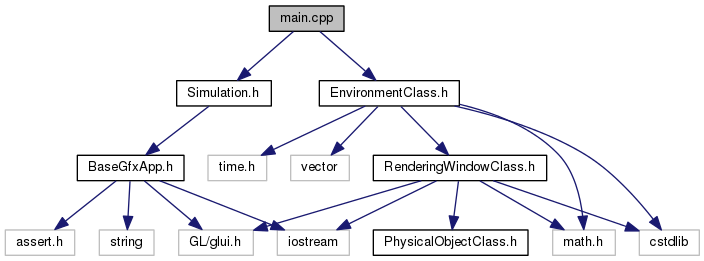 main.cpp
Simulation.h
EnvironmentClass.h
BaseGfxApp.h
time.h
vector
RenderingWindowClass.h
assert.h
string
GL/glui.h
iostream
PhysicalObjectClass.h
math.h
cstdlib